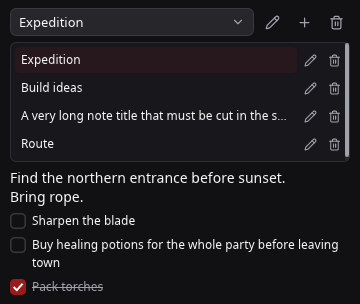 Expedition
Expedition
Build ideas
A very long note title that must be cut in the s...
Route
Find the northern entrance before sunset.
Bring rope.
Sharpen the blade
Buy healing potions for the whole party before leaving
town
Pack torches